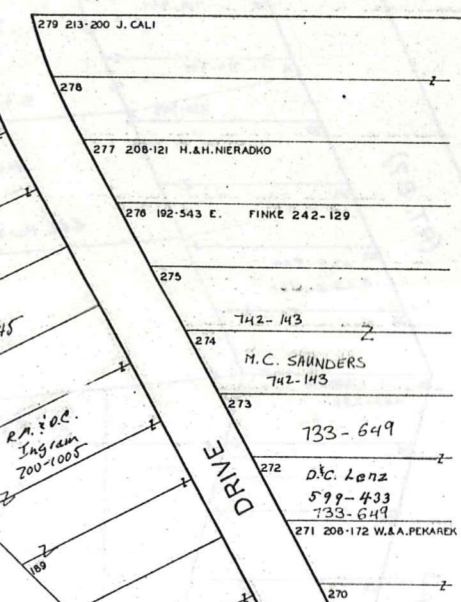 279 213-200 J. CALI
278
277 208-121 H.&H.NIERADKO
276 192-543 E. FINKE 242-129
275
742-143
274
M.C. SAUNDERS
742-143
273
733-649
272
D.&C. Lenz
599-433
733-649
271 208-172 W.&A.PEKAREK
270
DRIVE
45
R.M. & D.C.
Ingram
700-1005
189